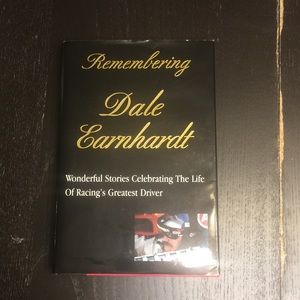 Remembering
Dale
Earnhardt
Wonderful Stories Celebrating The Life
Of Racing's Greatest Driver